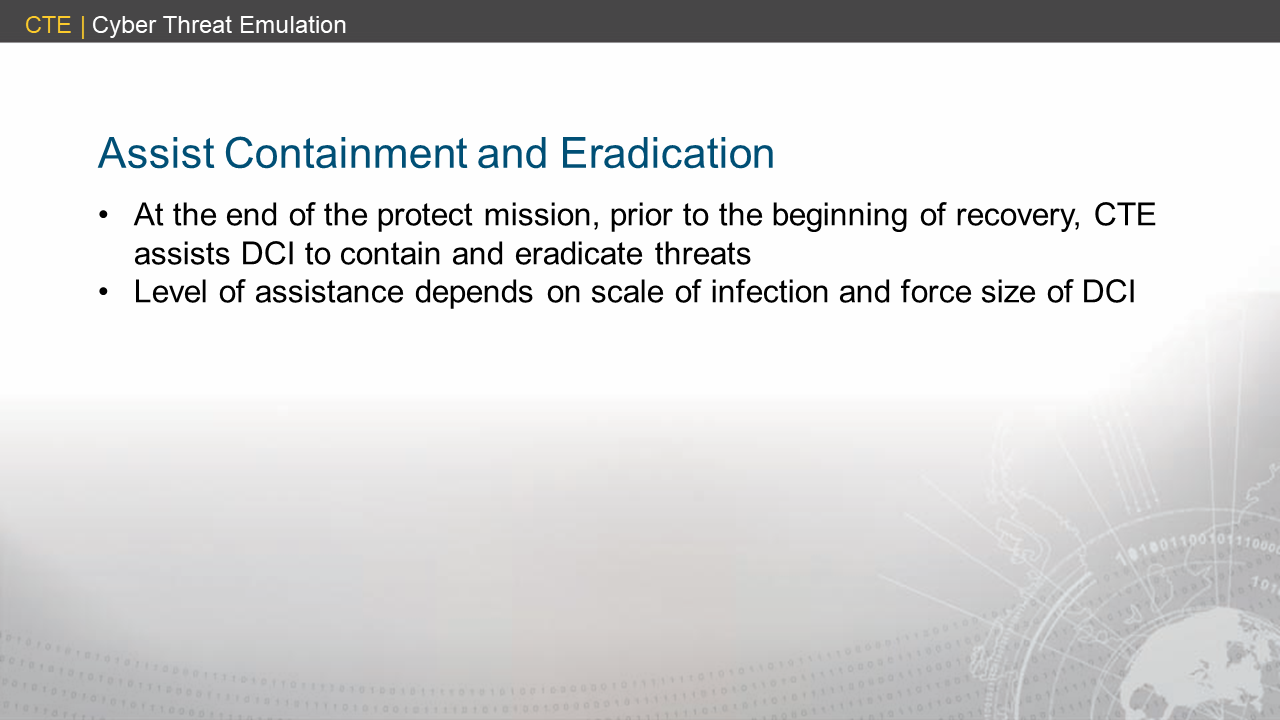 CTE | Cyber Threat Emulation
Assist Containment and Eradication
• At the end of the protect mission, prior to the beginning of recovery, CTE
assists DCI to contain and eradicate threats
• Level of assistance depends on scale of infection and force size of DCI